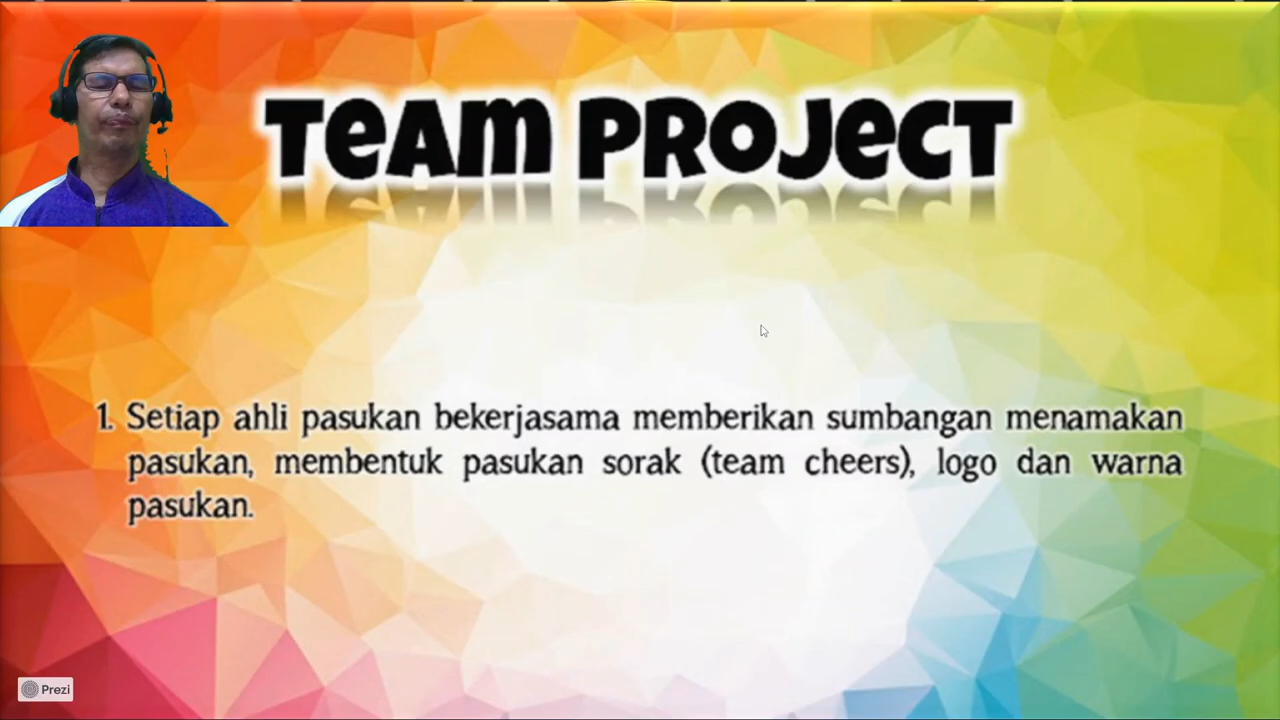 TEAM PROJECT
1. Setiap ahli pasukan bekerjasama memberikan sumbangan menamakan
pasukan, membentuk pasukan sorak (team cheers), logo dan warna
pasukan.
Prezi